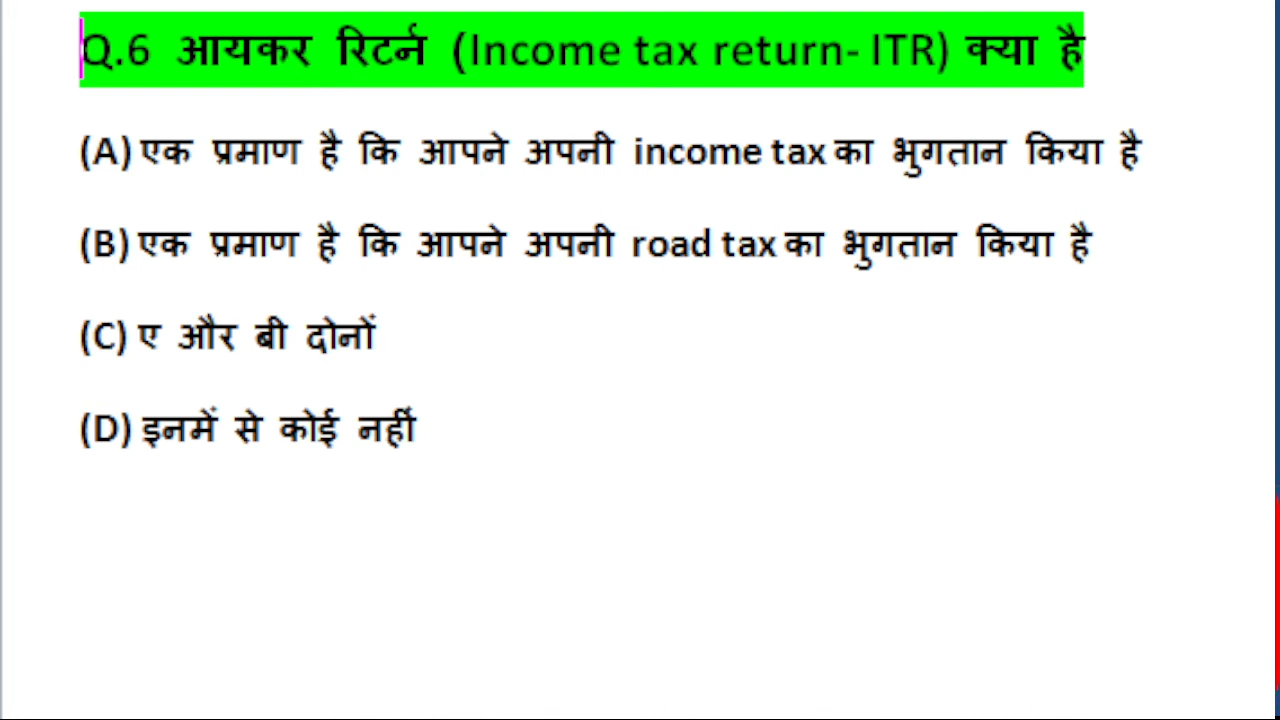 Q.6 आयकर रिटर्न (Income tax return- ITR) क्या है
(A) एक प्रमाण है कि आपने अपनी income tax का भुगतान किया है
(B) एक प्रमाण है कि आपने अपनी road tax का भुगतान किया है
(C) ए और बी दोनों
(D) इनमें से कोई नहीं